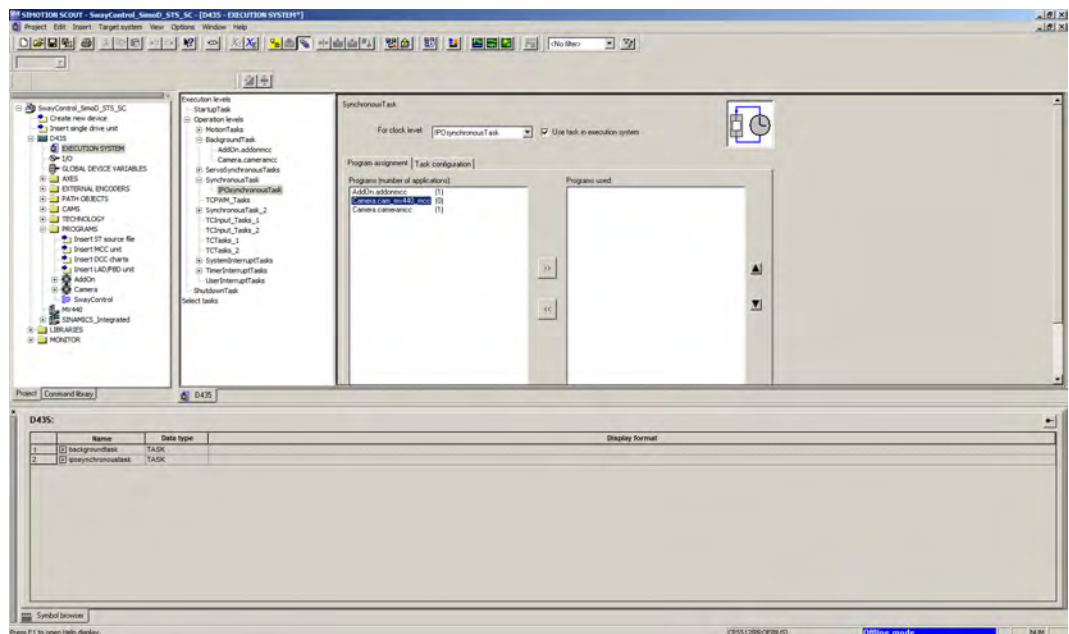 SIMOTION SCOUT - SwayControl_SimoD_STS_SC - [D435 - EXECUTION SYSTEM*]
Project Edit Insert Target system View Options Window Help
<No filter>
SwayControl_SimoD_STS_SC
Create new device
Insert single drive unit
D435
EXECUTION SYSTEM
I/O
GLOBAL DEVICE VARIABLES
AXES
EXTERNAL ENCODERS
PATH OBJECTS
CAMS
TECHNOLOGY
PROGRAMS
Insert ST source file
Insert MCC unit
Insert DCC charts
Insert LAD/FBD unit
AddOn
Camera
SwayControl
MV440
SINAMICS_Integrated
LIBRARIES
MONITOR
Project Command library
Execution levels
StartupTask
Operation levels
MotionTasks
BackgroundTask
AddOn.addonmcc
Camera.cameramcc
ServoSynchronousTasks
SynchronousTask
IPOsynchronousTask
TCPWM_Tasks
SynchronousTask_2
TCInput_Tasks_1
TCInput_Tasks_2
TCTasks_1
TCTasks_2
SystemInterruptTasks
TimerInterruptTasks
UserInterruptTasks
ShutdownTask
Select tasks
D435
SynchronousTask
For clock level: IPOsynchronousTask Use task in execution system
Program assignment Task configuration
Programs (number of applications): Programs used:
AddOn.addonmcc (1)
Camera.cam_mv440_mcc (0)
Camera.cameramcc (1)
>>
<<
D435:
Name Data type Display format
1 backgroundtask TASK
2 iposynchronoustask TASK
Symbol browser
Press F1 to open Help display. CP5512(PROFIBUS) Offline mode NUM